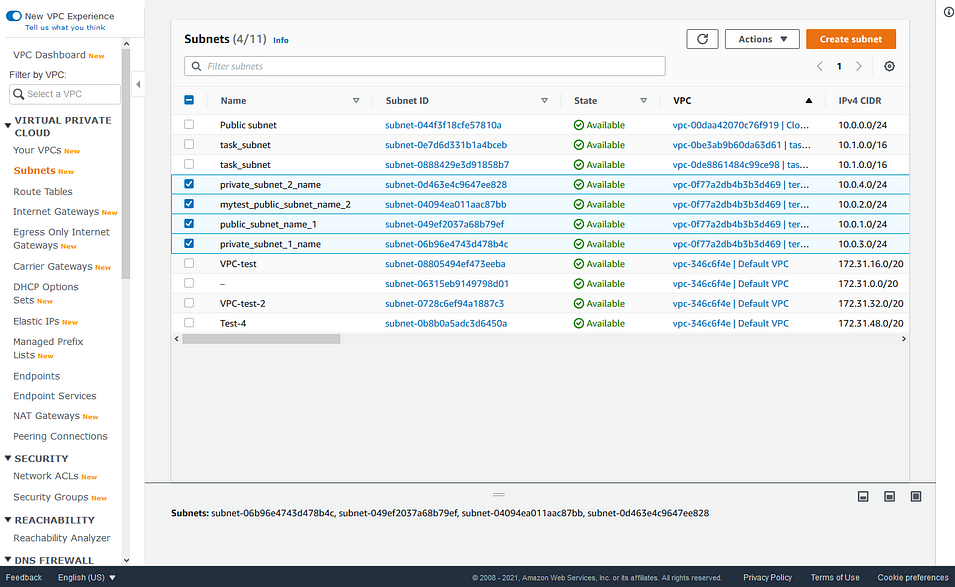 New VPC Experience
Tell us what you think
VPC Dashboard New
Filter by VPC:
Select a VPC
VIRTUAL PRIVATE
CLOUD
Your VPCs New
Subnets New
Route Tables
Internet Gateways New
Egress Only Internet
Gateways New
Carrier Gateways New
DHCP Options
Sets New
Elastic IPs New
Managed Prefix
Lists New
Endpoints
Endpoint Services
NAT Gateways New
Peering Connections
SECURITY
Network ACLs New
Security Groups New
REACHABILITY
Reachability Analyzer
DNS FIREWALL
Subnets (4/11) Info
Actions
Create subnet
Filter subnets
1
Name Subnet ID State VPC IPv4 CIDR
Public subnet subnet-044f3f18cfe57810a Available vpc-00daa42070c76f919 | Clo... 10.0.0.0/24
task_subnet subnet-0e7d6d331b1a4bceb Available vpc-0be3ab9b60da63d61 | tas... 10.1.0.0/16
task_subnet subnet-0888429e3d91858b7 Available vpc-0de8861484c99ce98 | tas... 10.1.0.0/16
private_subnet_2_name subnet-0d463e4c9647ee828 Available vpc-0f77a2db4b3b3d469 | ter... 10.0.4.0/24
mytest_public_subnet_name_2 subnet-04094ea011aac87bb Available vpc-0f77a2db4b3b3d469 | ter... 10.0.2.0/24
public_subnet_name_1 subnet-049ef2037a68b79ef Available vpc-0f77a2db4b3b3d469 | ter... 10.0.1.0/24
private_subnet_1_name subnet-06b96e4743d478b4c Available vpc-0f77a2db4b3b3d469 | ter... 10.0.3.0/24
VPC-test subnet-08805494ef473eeba Available vpc-346c6f4e | Default VPC 172.31.16.0/20
– subnet-06315eb9149798d01 Available vpc-346c6f4e | Default VPC 172.31.0.0/20
VPC-test-2 subnet-0728c6ef94a1887c3 Available vpc-346c6f4e | Default VPC 172.31.32.0/20
Test-4 subnet-0b8b0a5adc3d6450a Available vpc-346c6f4e | Default VPC 172.31.48.0/20
Subnets: subnet-06b96e4743d478b4c, subnet-049ef2037a68b79ef, subnet-04094ea011aac87bb, subnet-0d463e4c9647ee828
Feedback English (US) © 2008 - 2021, Amazon Web Services, Inc. or its affiliates. All rights reserved. Privacy Policy Terms of Use Cookie preferences